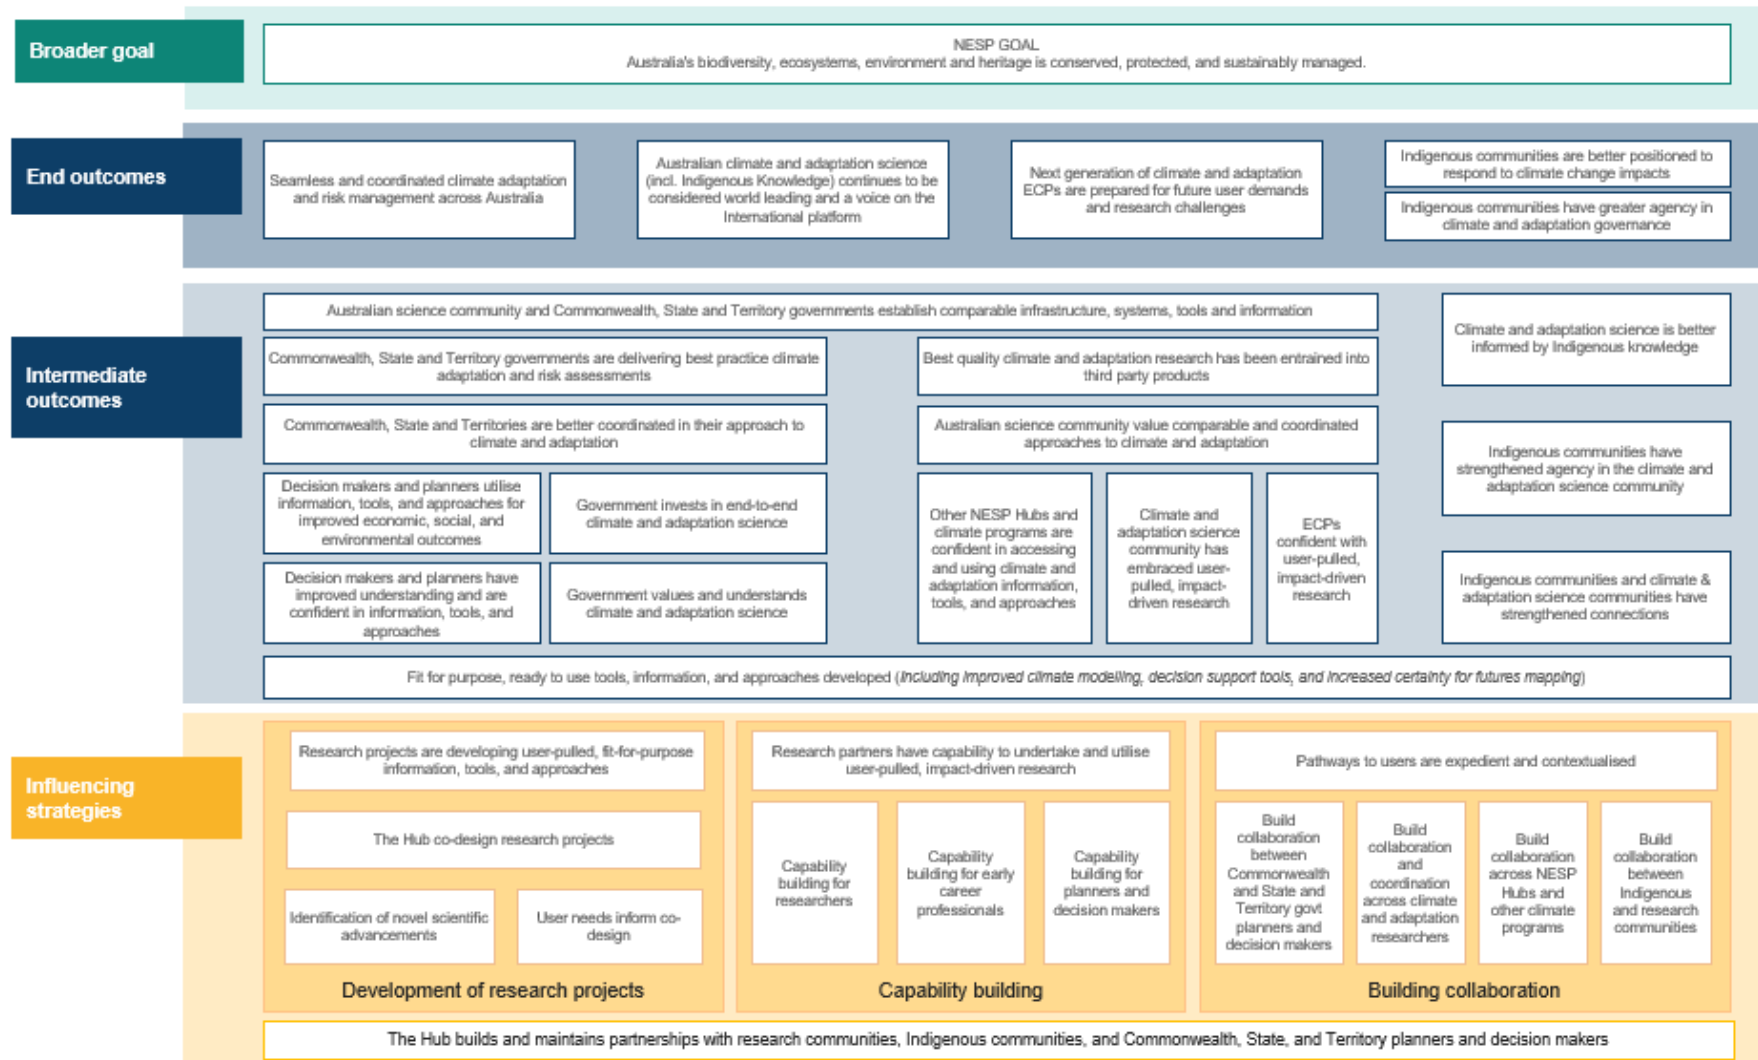 Broader goal
NESP GOAL
Australia's biodiversity, ecosystems, environment and heritage is conserved, protected, and sustainably managed.
End outcomes
Seamless and coordinated climate adaptation
and risk management across Australia
Australian climate and adaptation science
(incl. Indigenous Knowledge) continues to be
considered world leading and a voice on the
International platform
Next generation of climate and adaptation
ECPs are prepared for future user demands
and research challenges
Indigenous communities are better positioned to
respond to climate change impacts
Indigenous communities have greater agency in
climate and adaptation governance
Intermediate
outcomes
Australian science community and Commonwealth, State and Territory governments establish comparable infrastructure, systems, tools and information
Commonwealth, State and Territory governments are delivering best practice climate
adaptation and risk assessments
Best quality climate and adaptation research has been entrained into
third party products
Climate and adaptation science is better
informed by Indigenous knowledge
Commonwealth, State and Territories are better coordinated in their approach to
climate and adaptation
Australian science community value comparable and coordinated
approaches to climate and adaptation
Indigenous communities have
strengthened agency in the climate and
adaptation science community
Decision makers and planners utilise
information, tools, and approaches for
improved economic, social, and
environmental outcomes
Government invests in end-to-end
climate and adaptation science
Decision makers and planners have
improved understanding and are
confident in information, tools, and
approaches
Government values and understands
climate and adaptation science
Other NESP Hubs and
climate programs are
confident in accessing
and using climate and
adaptation information,
tools, and approaches
Climate and
adaptation science
community has
embraced user-
pulled, impact-
driven research
ECPs
confident with
user-pulled,
impact-driven
research
Indigenous communities and climate &
adaptation science communities have
strengthened connections
Fit for purpose, ready to use tools, information, and approaches developed (including improved climate modelling, decision support tools, and increased certainty for futures mapping)
Influencing
strategies
Research projects are developing user-pulled, fit-for-purpose
information, tools, and approaches
The Hub co-design research projects
Identification of novel scientific
advancements
User needs inform co-
design
Development of research projects
Research partners have capability to undertake and utilise
user-pulled, impact-driven research
Capability
building for
researchers
Capability
building for early
career
professionals
Capability
building for
planners and
decision makers
Capability building
Pathways to users are expedient and contextualised
Build
collaboration
between
Commonwealth
and State and
Territory govt
planners and
decision makers
Build
collaboration
and
coordination
across climate
and adaptation
researchers
Build
collaboration
across NESP
Hubs and
other climate
programs
Build
collaboration
between
Indigenous
and research
communities
Building collaboration
The Hub builds and maintains partnerships with research communities, Indigenous communities, and Commonwealth, State, and Territory planners and decision makers